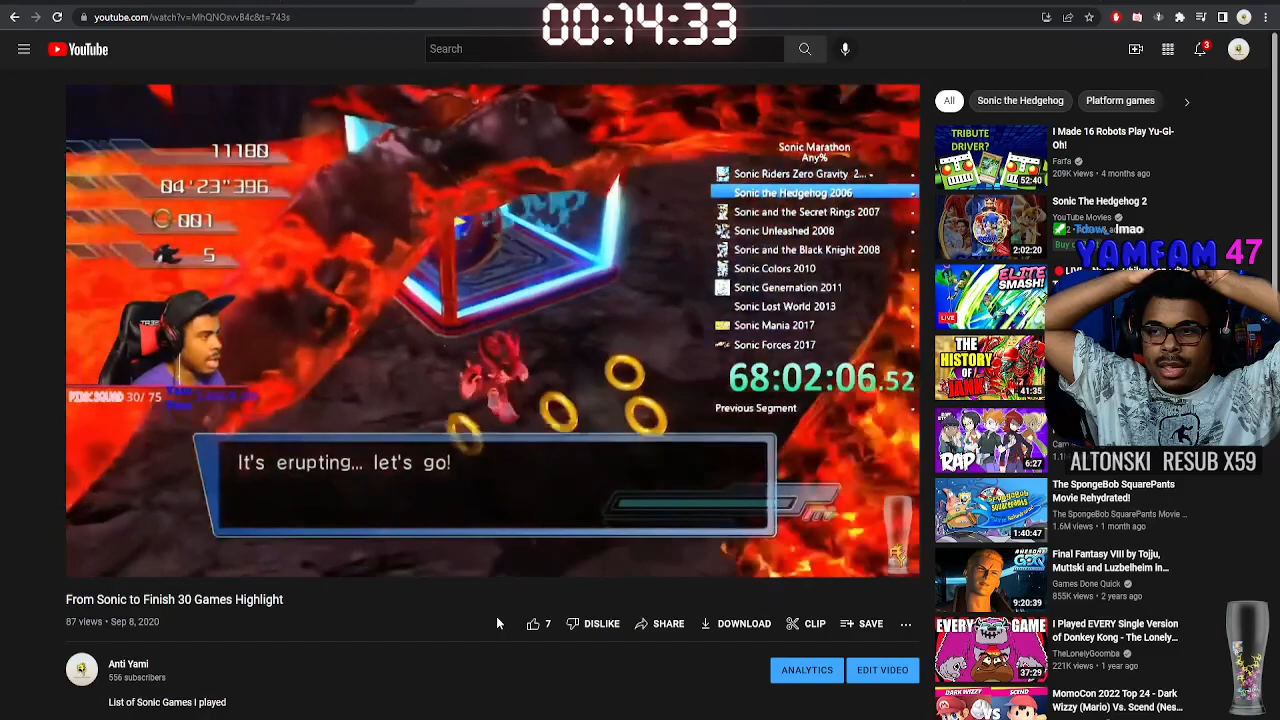 youtube.com/watch?v=MhQNOsvvB4c&t=743s
00:14:33
YouTube
Search
3
11180
04'23"396
001
5
Sonic Marathon
Any%
Sonic Riders Zero Gravity 2...
Sonic the Hedgehog 2006
Sonic and the Secret Rings 2007
Sonic Unleashed 2008
Sonic and the Black Knight 2008
Sonic Colors 2010
Sonic Genernation 2011
Sonic Lost World 2013
Sonic Mania 2017
Sonic Forces 2017
68:02:06.52
Previous Segment
PINKSQUAD 30/ 75
It's erupting... let's go!
From Sonic to Finish 30 Games Highlight
87 views • Sep 8, 2020
7
DISLIKE
SHARE
DOWNLOAD
CLIP
SAVE
Anti Yami
556 subscribers
ANALYTICS
EDIT VIDEO
List of Sonic Games I played
All
Sonic the Hedgehog
Platform games
TRIBUTE
DRIVER?
52:40
I Made 16 Robots Play Yu-Gi-
Oh!
Farfa
209K views • 4 months ago
2:02:20
Sonic The Hedgehog 2
YouTube Movies
YAMFAM 47
ELITE
SMASH!
LIVE
THE
HISTORY
OF
JANK
41:35
RAP
6:27
ALTONSKI RESUB X59
1:40:47
The SpongeBob SquarePants
Movie Rehydrated!
The SpongeBob SquarePants Movie ...
1.6M views • 1 month ago
9:20:39
Final Fantasy VIII by Tojju,
Muttski and Luzbelheim in...
Games Done Quick
855K views • 2 years ago
EVERY GAME
37:29
I Played EVERY Single Version
of Donkey Kong - The Lonely...
TheLonelyGoomba
221K views • 1 year ago
DARK WIZZY
SCEND
VS
MomoCon 2022 Top 24 - Dark
Wizzy (Mario) Vs. Scend (Nes...